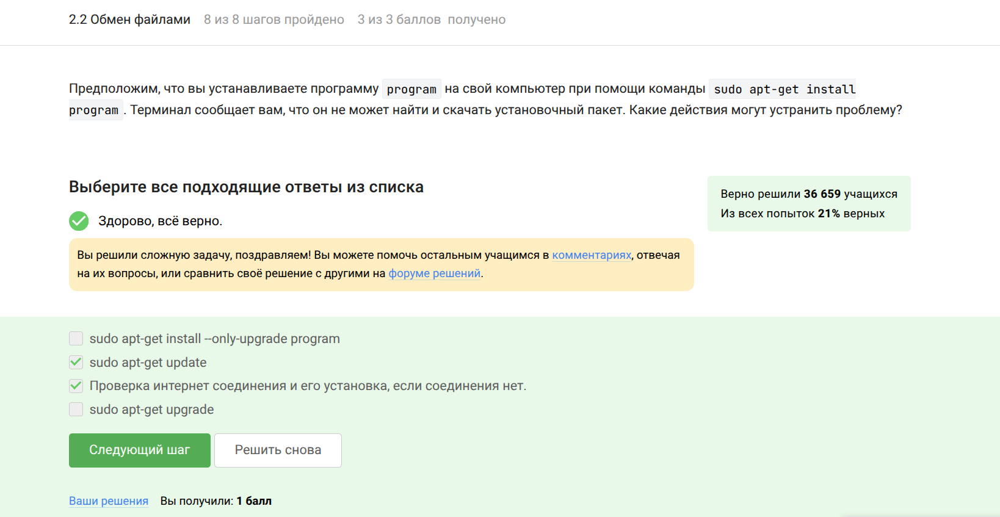 2.2 Обмен файлами 8 из 8 шагов пройдено 3 из 3 баллов получено
Предположим, что вы устанавливаете программу program на свой компьютер при помощи команды sudo apt-get install
program . Терминал сообщает вам, что он не может найти и скачать установочный пакет. Какие действия могут устранить проблему?
Выберите все подходящие ответы из списка
Верно решили 36 659 учащихся
Из всех попыток 21% верных
Здорово, всё верно.
Вы решили сложную задачу, поздравляем! Вы можете помочь остальным учащимся в комментариях, отвечая
на их вопросы, или сравнить своё решение с другими на форуме решений.
sudo apt-get install --only-upgrade program
sudo apt-get update
Проверка интернет соединения и его установка, если соединения нет.
sudo apt-get upgrade
Следующий шаг Решить снова
Ваши решения Вы получили: 1 балл